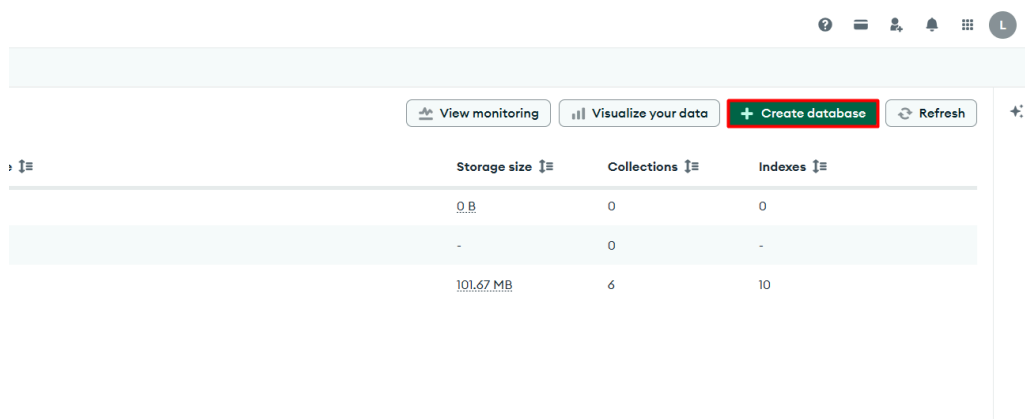 L
View monitoring Visualize your data + Create database Refresh
Storage size Collections Indexes
0 B 0 0
- 0 -
101.67 MB 6 10